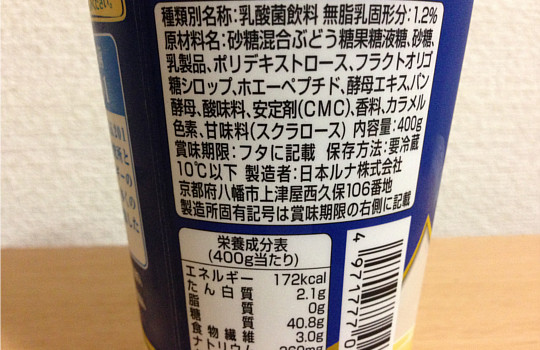 種類別名称:乳酸菌飲料 無脂乳固形分:1.2%
原材料名:砂糖混合ぶどう糖果糖液糖、砂糖、
乳製品、ポリデキストロース、フラクトオリゴ
糖シロップ、ホエーペプチド、酵母エキス、パン
酵母、酸味料、安定剤(CMC)、香料、カラメル
色素、甘味料(スクラロース) 内容量:400g
賞味期限:フタに記載 保存方法:要冷蔵
10℃以下 製造者:日本ルナ株式会社
京都府八幡市上津屋西久保106番地
製造所固有記号は賞味期限の右側に記載
栄養成分表
(400g当たり)
エネルギー 172kcal
たん白質 2.1g
脂質 0g
糖質 40.8g
食物繊維 3.0g
ナトリウム
4 971777 0
ください。